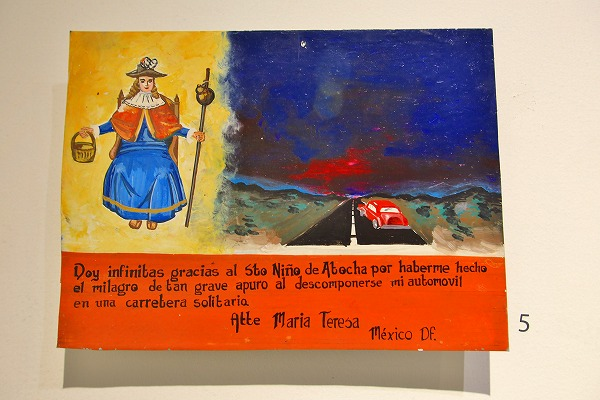 Doy infinitas gracias al Sto Niño de Atocha por haberme hecho
el milagro de tan grave apuro al descomponerse mi automovil
en una carretera solitaria
Atte Maria Teresa
México DF.
5